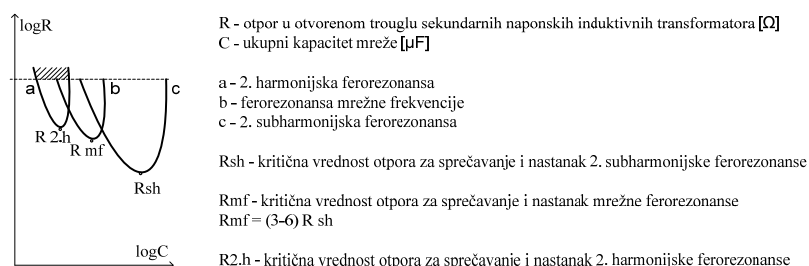 logR
a
b
c
R 2.h
R mf
Rsh
logC
R - otpor u otvorenom trouglu sekundarnih naponskih induktivnih transformatora [Ω]
C - ukupni kapacitet mreže [µF]
a - 2. harmonijska ferorezonansa
b - ferorezonansa mrežne frekvencije
c - 2. subharmonijska ferorezonansa
Rsh - kritična vrednost otpora za sprečavanje i nastanak 2. subharmonijske ferorezonanse
Rmf - kritična vrednost otpora za sprečavanje i nastanak mrežne ferorezonanse
Rmf = (3-6) R sh
R2.h - kritična vrednost otpora za sprečavanje i nastanak 2. harmonijske ferorezonanse